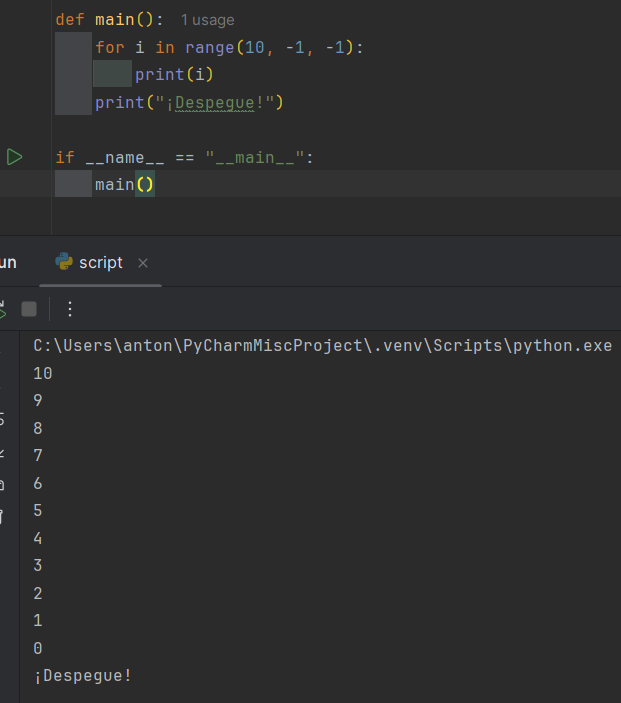 def main(): 1 usage
    for i in range(10, -1, -1):
        print(i)
    print("¡Despegue!")
if __name__ == "__main__":
    main()
un script
C:\Users\anton\PyCharmMiscProject\.venv\Scripts\python.exe
10
9
8
7
6
5
4
3
2
1
0
¡Despegue!